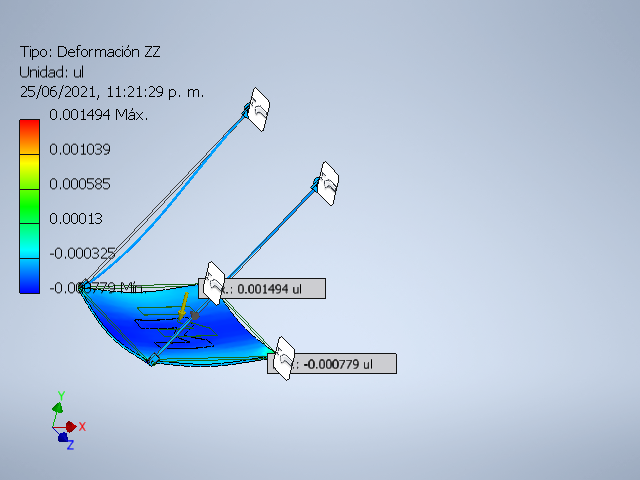 Tipo: Deformación ZZ
Unidad: ul
25/06/2021, 11:21:29 p. m.
0.001494 Máx.
0.001039
0.000585
0.00013
-0.000325
-0.000779 Mín.
.: 0.001494 ul
: -0.000779 ul
Y
X
Z